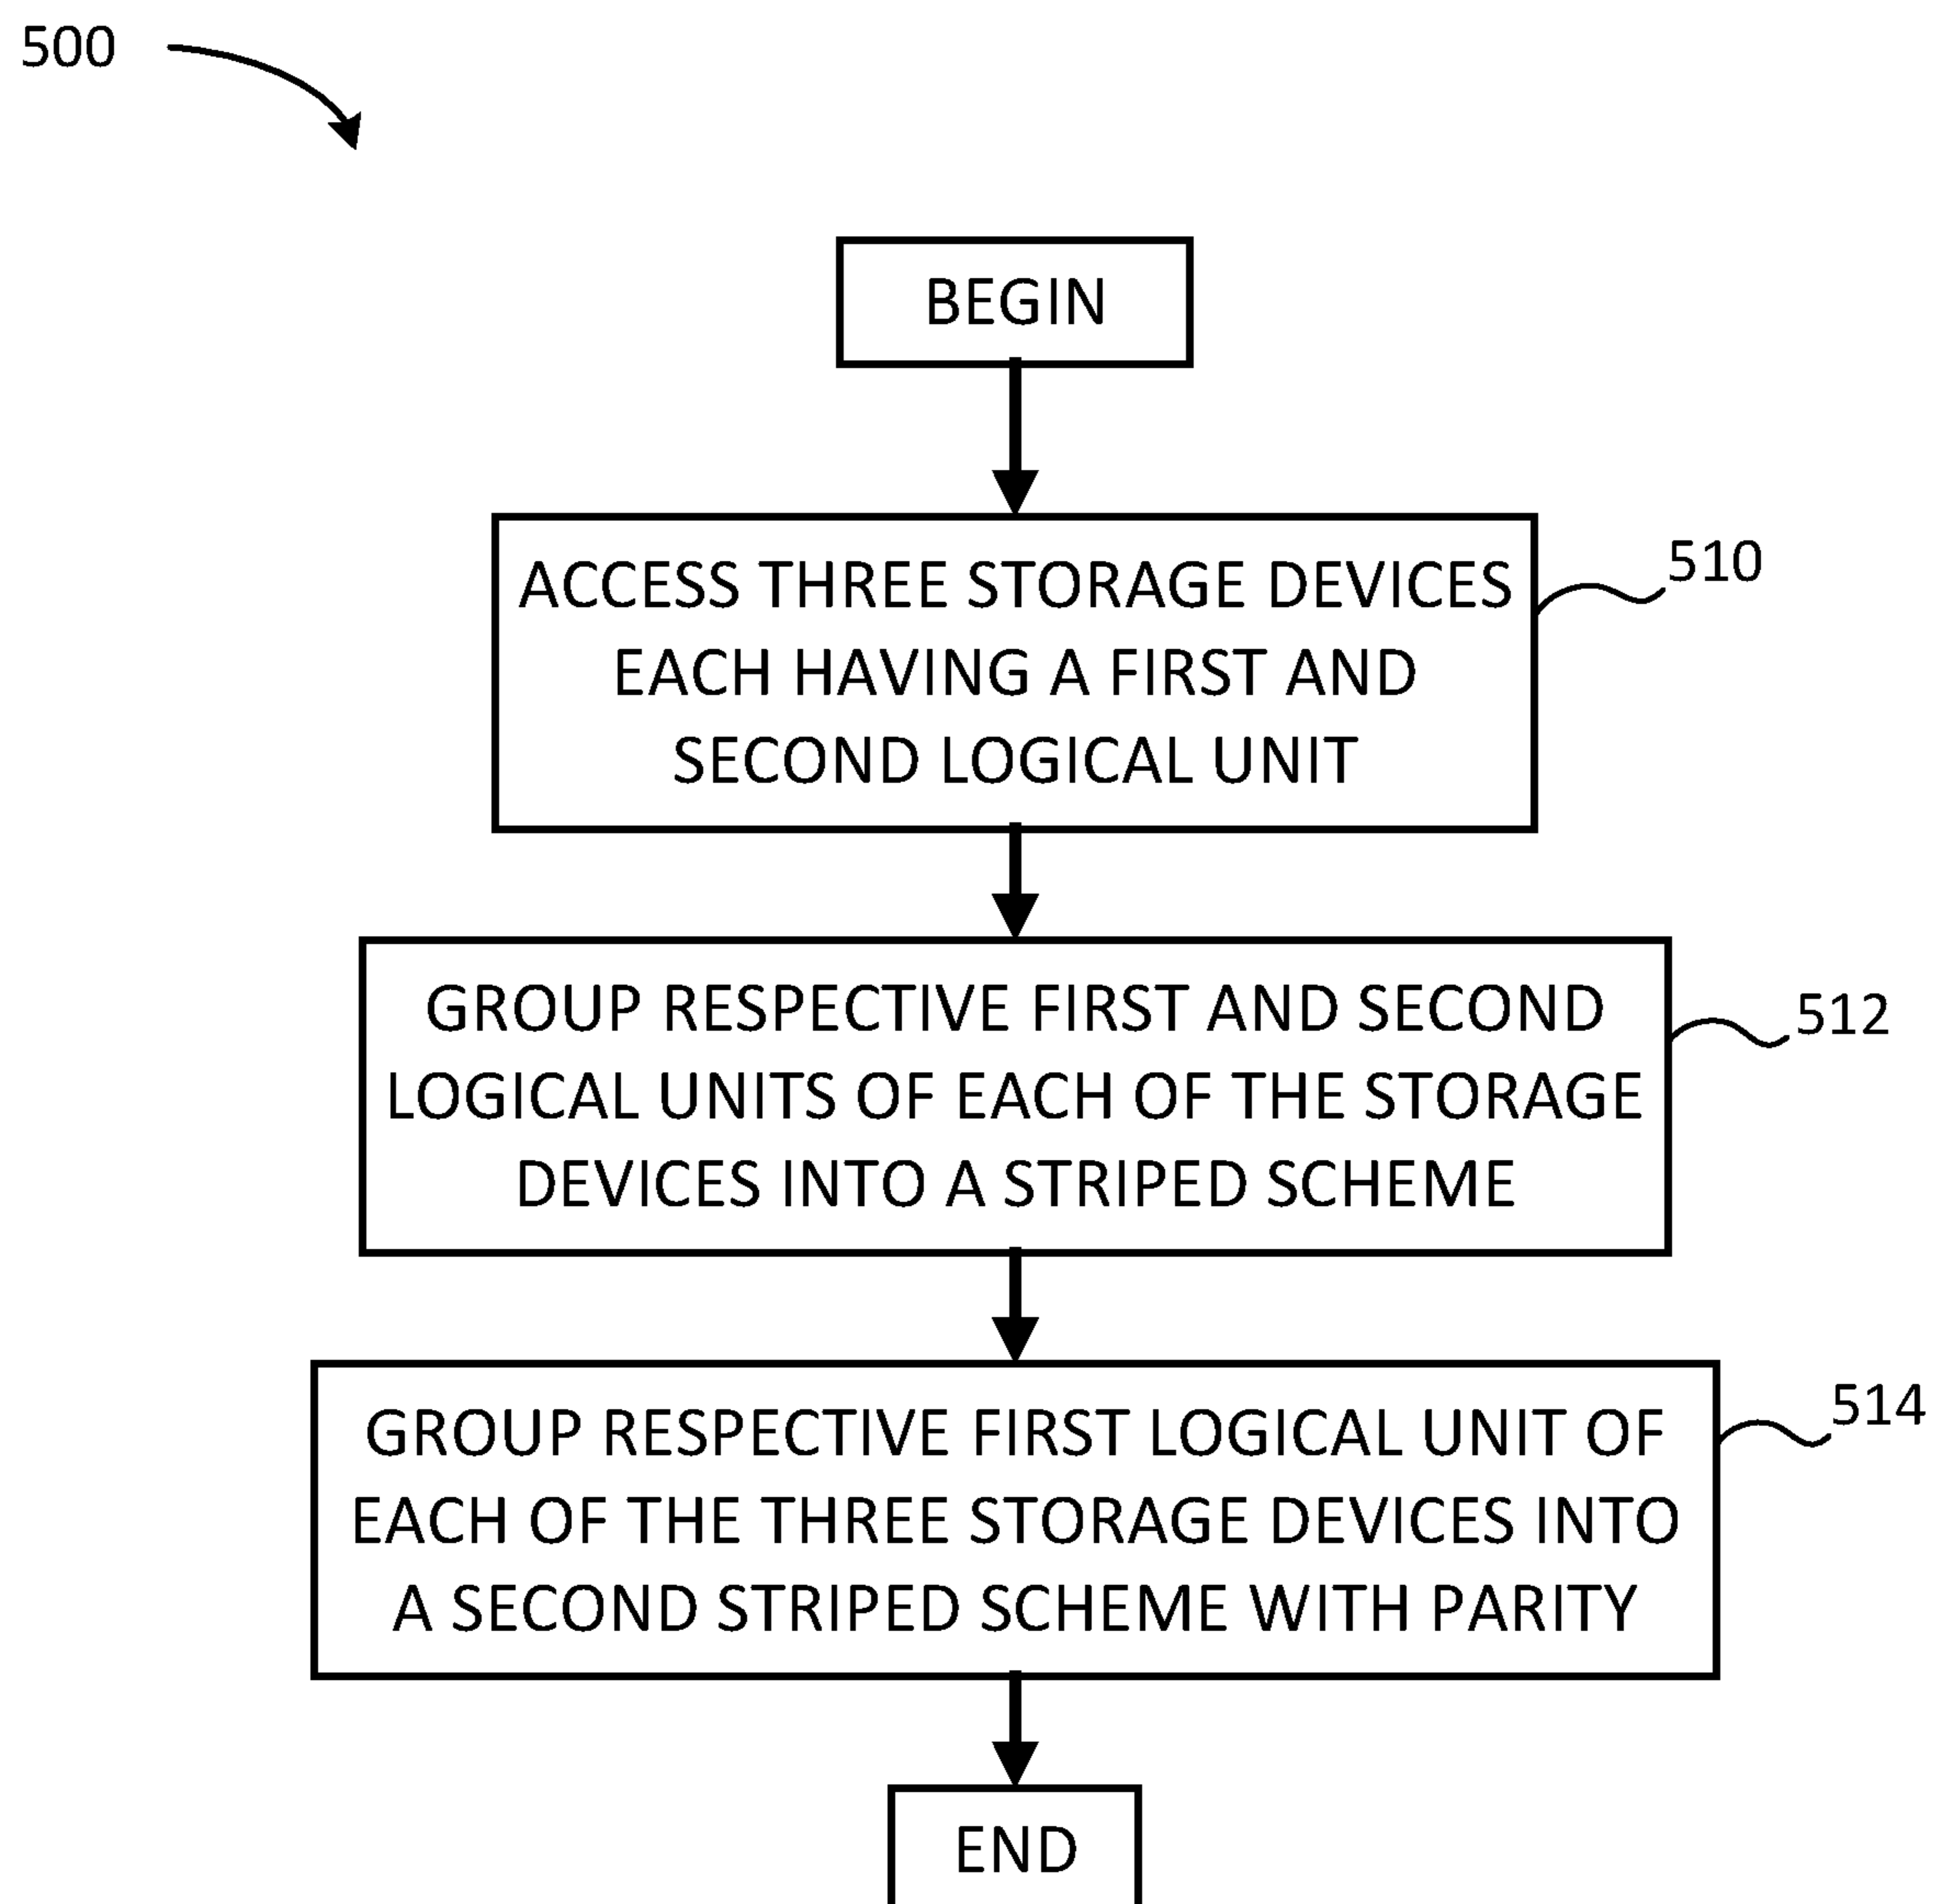 500
BEGIN
ACCESS THREE STORAGE DEVICES
EACH HAVING A FIRST AND
SECOND LOGICAL UNIT
510
GROUP RESPECTIVE FIRST AND SECOND
LOGICAL UNITS OF EACH OF THE STORAGE
DEVICES INTO A STRIPED SCHEME
512
GROUP RESPECTIVE FIRST LOGICAL UNIT OF
EACH OF THE THREE STORAGE DEVICES INTO
A SECOND STRIPED SCHEME WITH PARITY
514
END